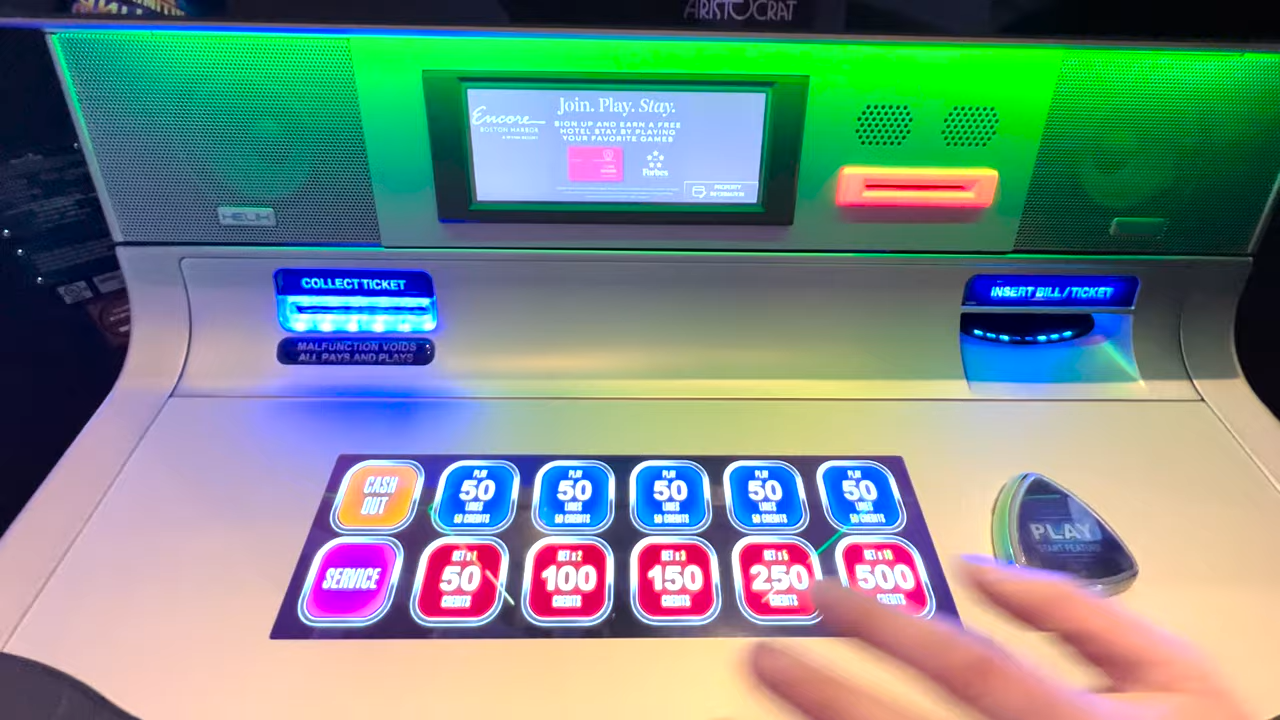 ARISTOCRAT
Join. Play. Stay.
Encore
BOSTON HARBOR
SIGN UP AND EARN A FREE
HOTEL STAY BY PLAYING
YOUR FAVORITE GAMES
Forbes
PROPERTY
INFORMATION
HELIX
COLLECT TICKET
INSERT BILL / TICKET
MALFUNCTION VOIDS
ALL PAYS AND PLAYS
CASH
OUT
PLAY
50
LINES
50 CREDITS
PLAY
50
LINES
50 CREDITS
PLAY
50
LINES
50 CREDITS
PLAY
50
LINES
50 CREDITS
PLAY
50
LINES
50 CREDITS
SERVICE
BET x 1
50
CREDITS
BET x 2
100
CREDITS
BET x 3
150
CREDITS
BET x 5
250
CREDITS
BET x 10
500
CREDITS
PLAY
START FEATURE